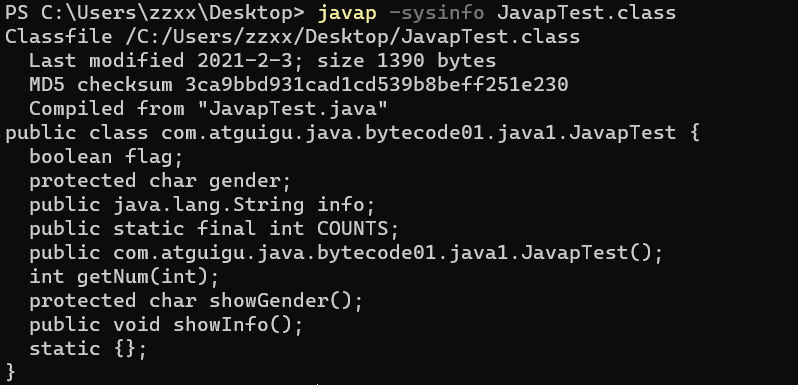 PS C:\Users\zzxx\Desktop> javap -sysinfo JavapTest.class
Classfile /C:/Users/zzxx/Desktop/JavapTest.class
  Last modified 2021-2-3; size 1390 bytes
  MD5 checksum 3ca9bbd931cad1cd539b8beff251e230
  Compiled from "JavapTest.java"
public class com.atguigu.java.bytecode01.java1.JavapTest {
  boolean flag;
  protected char gender;
  public java.lang.String info;
  public static final int COUNTS;
  public com.atguigu.java.bytecode01.java1.JavapTest();
  int getNum(int);
  protected char showGender();
  public void showInfo();
  static {};
}